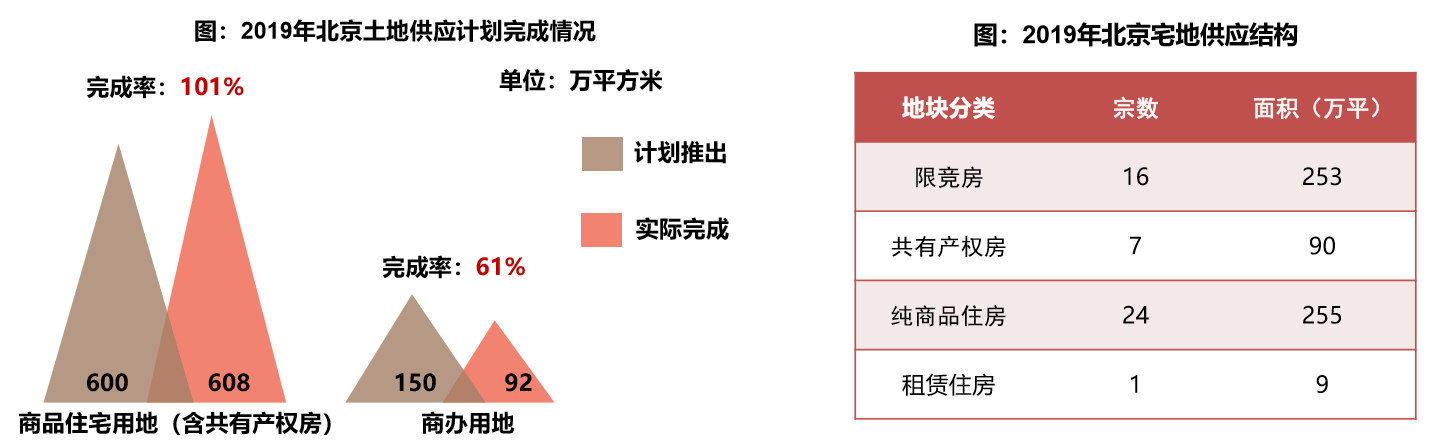 图：2019年北京土地供应计划完成情况
完成率：101%
单位：万平方米
计划推出
实际完成
完成率：61%
600
608
150
92
商品住宅用地（含共有产权房）
商办用地
图：2019年北京宅地供应结构
地块分类 宗数 面积（万平）
限竞房 16 253
共有产权房 7 90
纯商品住房 24 255
租赁住房 1 9